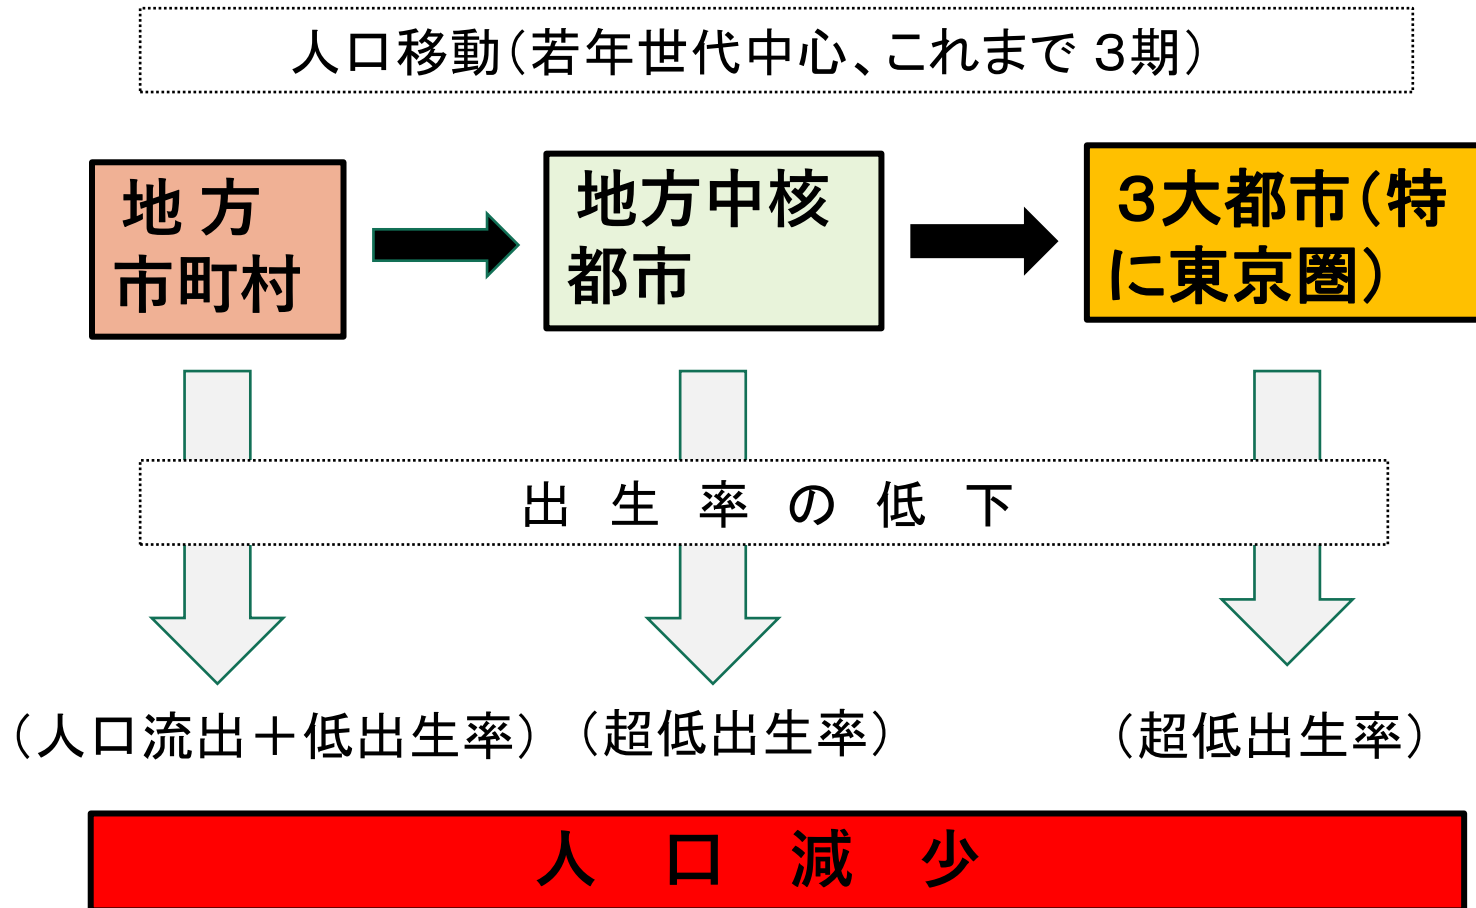 人口移動（若年世代中心、これまで３期）
地 方
市町村
地方中核
都市
３大都市（特
に東京圏）
出 生 率 の 低 下
（人口流出＋低出生率）
（超低出生率）
（超低出生率）
人 口 減 少